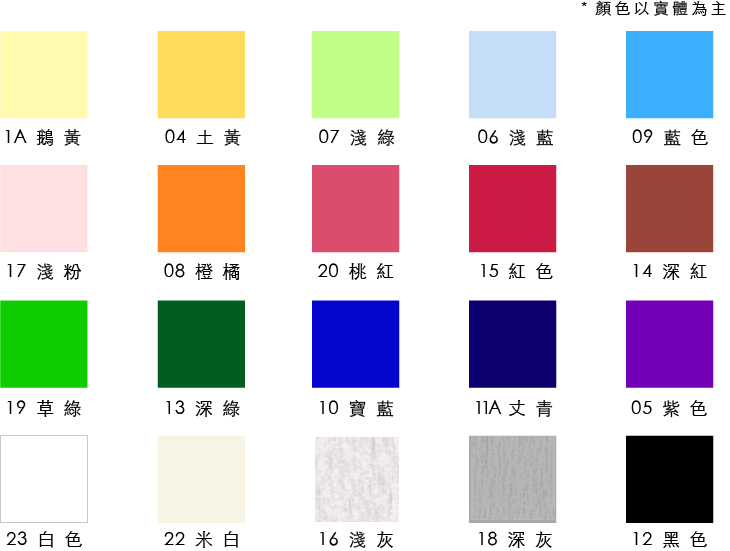 * 顏色以實體為主
1A 鵝黃
04 土黃
07 淺綠
06 淺藍
09 藍色
17 淺粉
08 橙橘
20 桃紅
15 紅色
14 深紅
19 草綠
13 深綠
10 寶藍
11A 丈青
05 紫色
23 白色
22 米白
16 淺灰
18 深灰
12 黑色